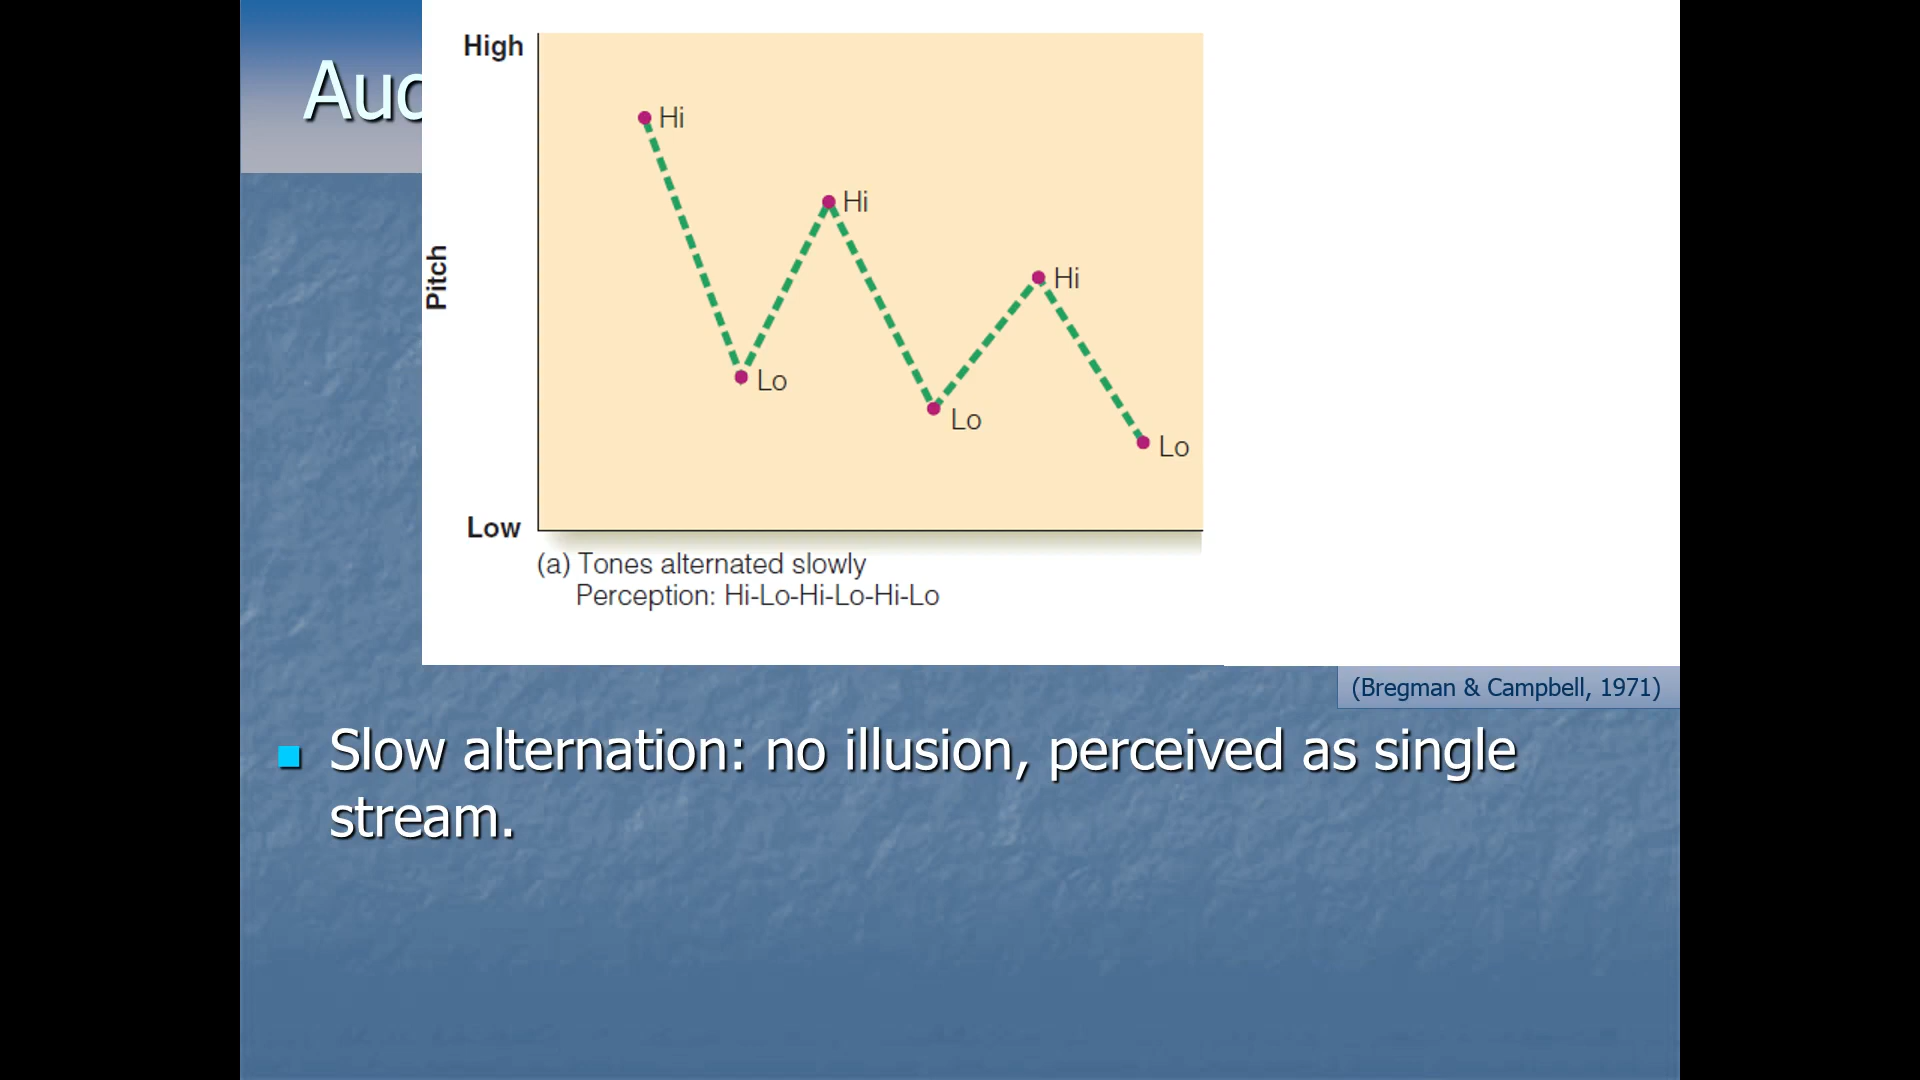 High
Hi
Hi
Hi
Pitch
Lo
Lo
Lo
Low
(a) Tones alternated slowly
Perception: Hi-Lo-Hi-Lo-Hi-Lo
(Bregman & Campbell, 1971)
Slow alternation: no illusion, perceived as single
stream.